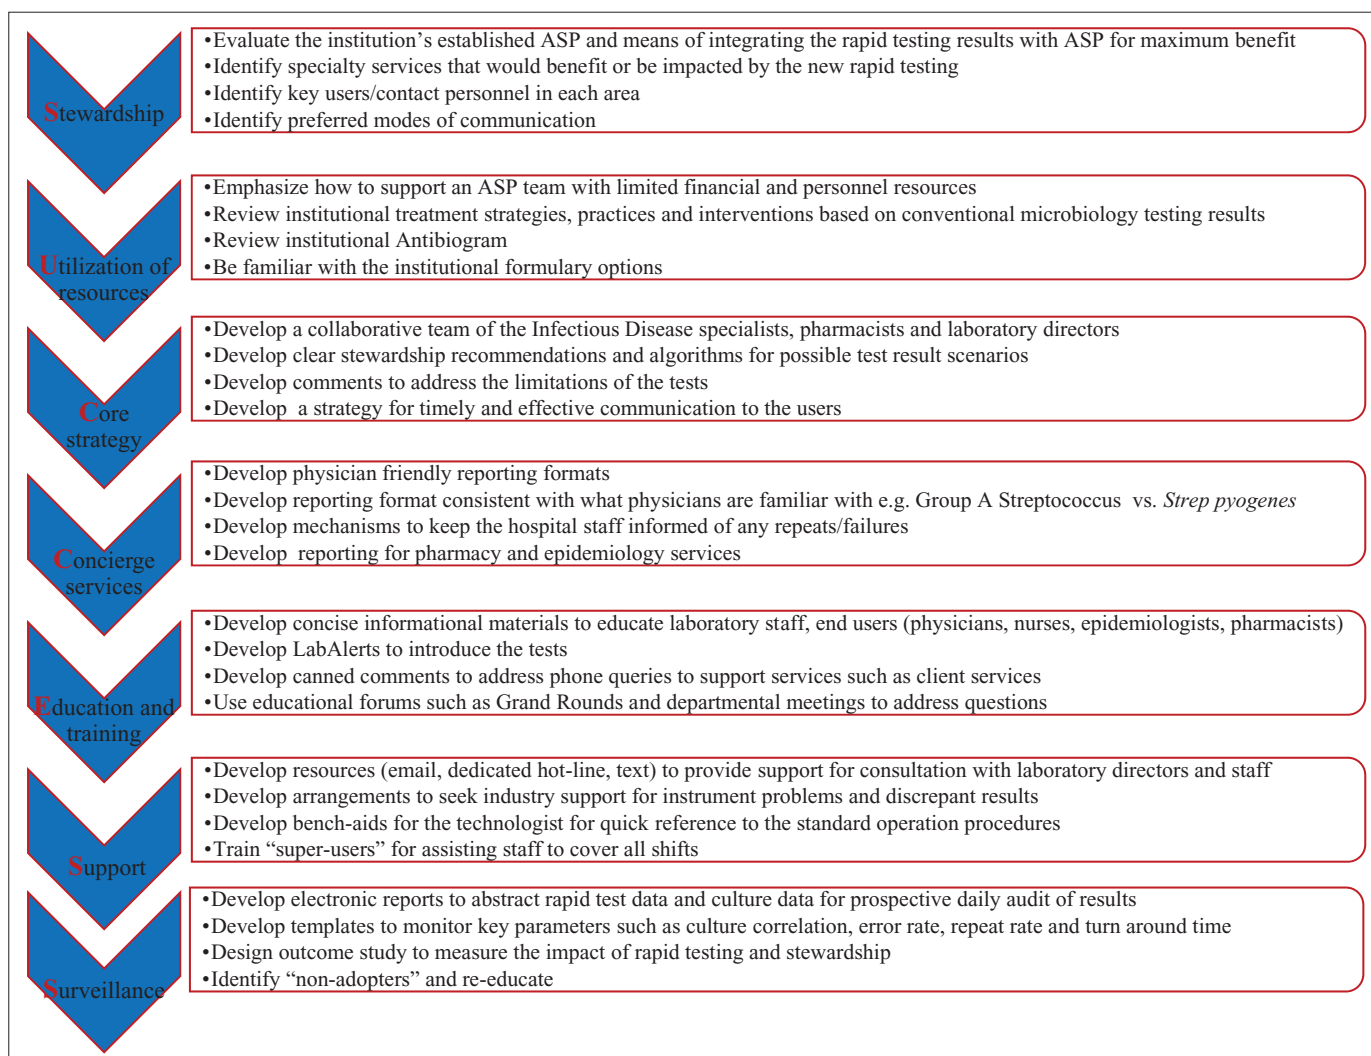 Stewardship
•Evaluate the institution’s established ASP and means of integrating the rapid testing results with ASP for maximum benefit
•Identify specialty services that would benefit or be impacted by the new rapid testing
•Identify key users/contact personnel in each area
•Identify preferred modes of communication
Utilization of
resources
•Emphasize how to support an ASP team with limited financial and personnel resources
•Review institutional treatment strategies, practices and interventions based on conventional microbiology testing results
•Review institutional Antibiogram
•Be familiar with the institutional formulary options
Core
strategy
•Develop a collaborative team of the Infectious Disease specialists, pharmacists and laboratory directors
•Develop clear stewardship recommendations and algorithms for possible test result scenarios
•Develop comments to address the limitations of the tests
•Develop a strategy for timely and effective communication to the users
Concierge
services
•Develop physician friendly reporting formats
•Develop reporting format consistent with what physicians are familiar with e.g. Group A Streptococcus vs. Strep pyogenes
•Develop mechanisms to keep the hospital staff informed of any repeats/failures
•Develop reporting for pharmacy and epidemiology services
Education and
training
•Develop concise informational materials to educate laboratory staff, end users (physicians, nurses, epidemiologists, pharmacists)
•Develop LabAlerts to introduce the tests
•Develop canned comments to address phone queries to support services such as client services
•Use educational forums such as Grand Rounds and departmental meetings to address questions
Support
•Develop resources (email, dedicated hot-line, text) to provide support for consultation with laboratory directors and staff
•Develop arrangements to seek industry support for instrument problems and discrepant results
•Develop bench-aids for the technologist for quick reference to the standard operation procedures
•Train “super-users” for assisting staff to cover all shifts
Surveillance
•Develop electronic reports to abstract rapid test data and culture data for prospective daily audit of results
•Develop templates to monitor key parameters such as culture correlation, error rate, repeat rate and turn around time
•Design outcome study to measure the impact of rapid testing and stewardship
•Identify “non-adopters” and re-educate